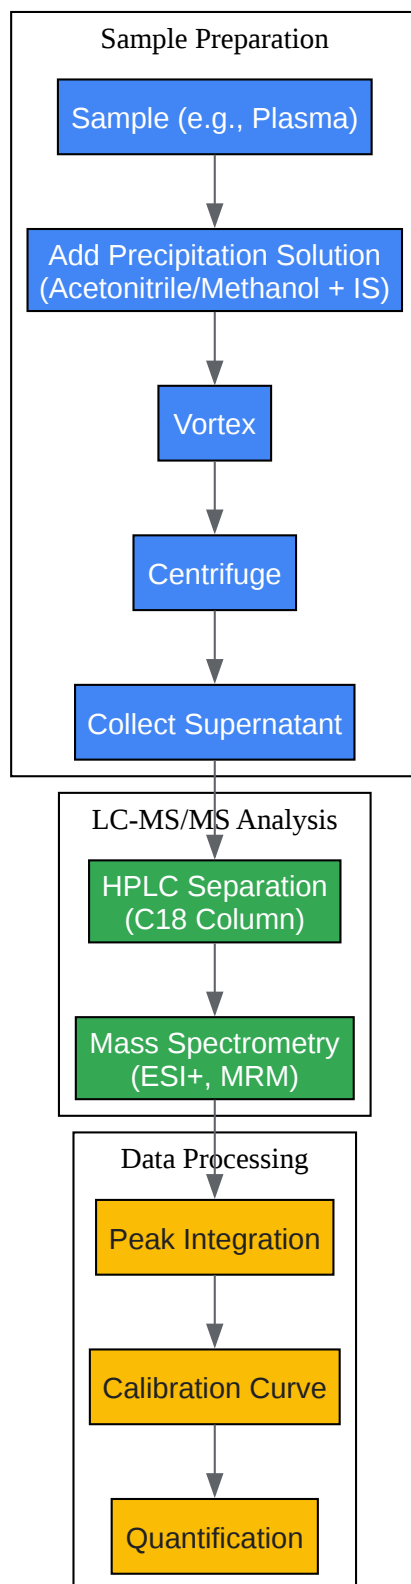 Sample Preparation
Sample (e.g., Plasma)
Add Precipitation Solution
(Acetonitrile/Methanol + IS)
Vortex
Centrifuge
Collect Supernatant
LC-MS/MS Analysis
HPLC Separation
(C18 Column)
Mass Spectrometry
(ESI+, MRM)
Data Processing
Peak Integration
Calibration Curve
Quantification